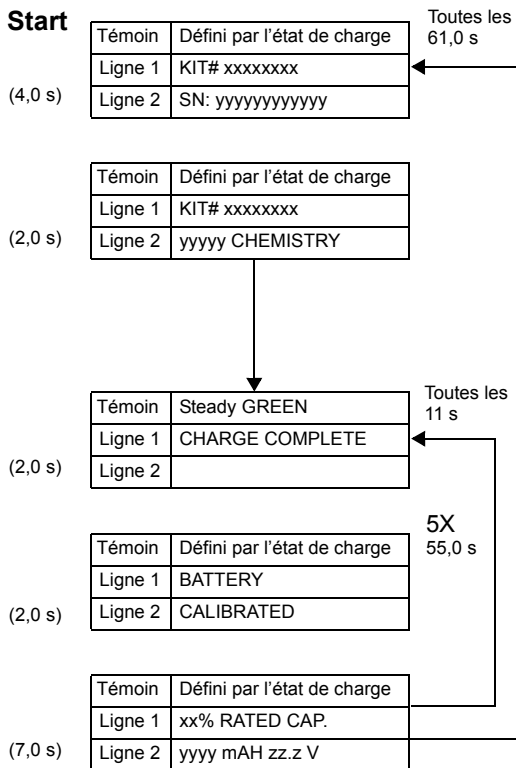 Start
Toutes les
61,0 s
Témoin Défini par l'état de charge
Ligne 1 KIT# xxxxxxxx
(4,0 s) Ligne 2 SN: yyyyyyyyyyyy
Témoin Défini par l'état de charge
Ligne 1 KIT# xxxxxxxx
(2,0 s) Ligne 2 yyyyy CHEMISTRY
Toutes les
11 s
Témoin Steady GREEN
Ligne 1 CHARGE COMPLETE
(2,0 s) Ligne 2
5X
55,0 s
Témoin Défini par l'état de charge
Ligne 1 BATTERY
(2,0 s) Ligne 2 CALIBRATED
Témoin Défini par l'état de charge
Ligne 1 xx% RATED CAP.
(7,0 s) Ligne 2 yyyy mAH zz.z V